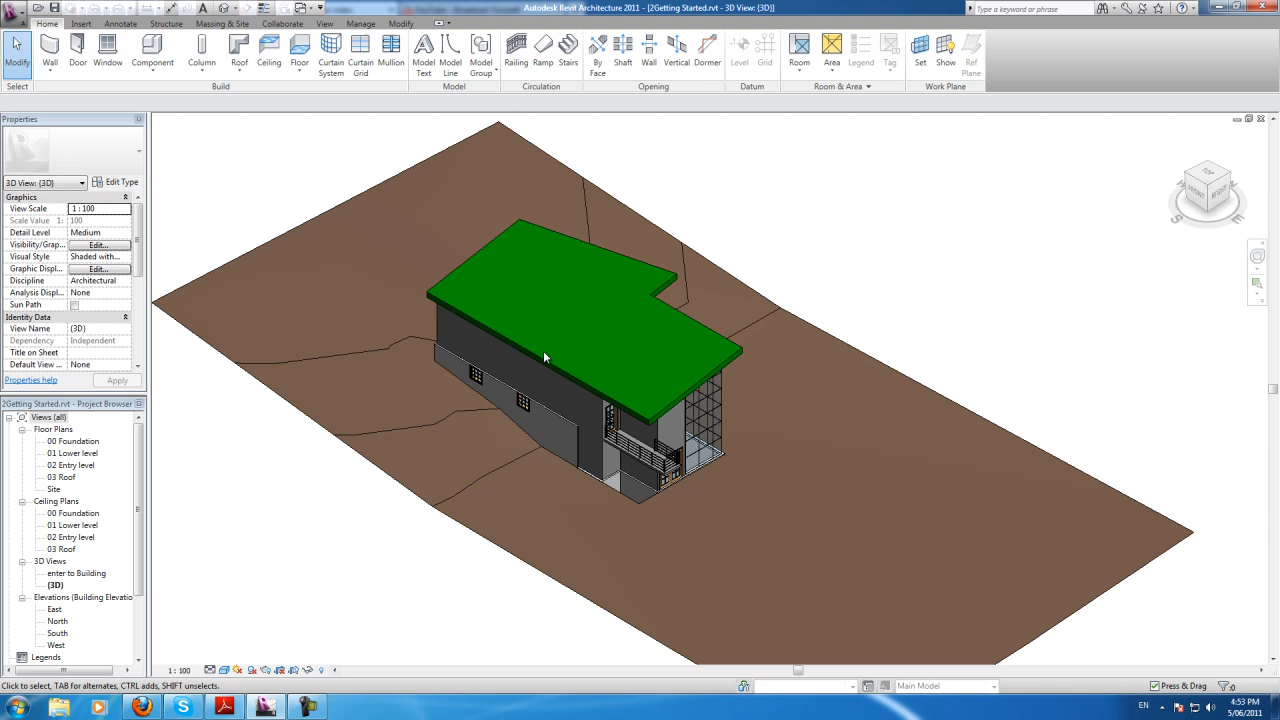 Autodesk Revit Architecture 2011 - [2Getting Started.rvt - 3D View: {3D}]
Type a keyword or phrase
Home Insert Annotate Structure Massing & Site Collaborate View Manage Modify
Modify Wall Door Window Component Column Roof Ceiling Floor Curtain System Curtain Grid Mullion Model Text Model Line Model Group Railing Ramp Stairs By Face Shaft Wall Vertical Dormer Level Grid Room Area Legend Tag Set Show Ref Plane
Select Build Model Circulation Opening Datum Room & Area Work Plane
Properties
3D View: {3D} Edit Type
Graphics
View Scale 1 : 100
Scale Value 1: 100
Detail Level Medium
Visibility/Grap... Edit...
Visual Style Shaded with...
Graphic Displ... Edit...
Discipline Architectural
Analysis Displ... None
Sun Path
Identity Data
View Name {3D}
Dependency Independent
Title on Sheet
Default View ... None
Properties help Apply
2Getting Started.rvt - Project Browser
Views (all)
Floor Plans
00 Foundation
01 Lower level
02 Entry level
03 Roof
Site
Ceiling Plans
00 Foundation
01 Lower level
02 Entry level
03 Roof
3D Views
enter to Building
{3D}
Elevations (Building Elevatio
East
North
South
West
Legends
TOP
FRONT RIGHT
S E
1 : 100
Click to select, TAB for alternates, CTRL adds, SHIFT unselects.
Main Model
Press & Drag
:0
EN
4:53 PM
5/06/2011